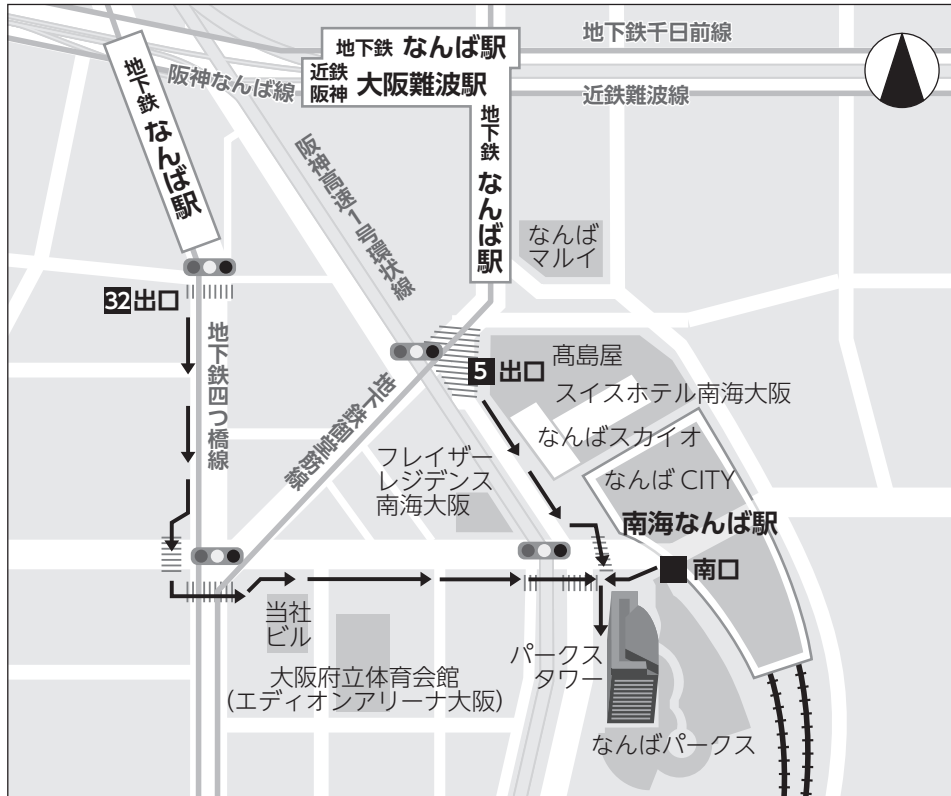 地下鉄 なんば駅
近鉄
阪神 大阪難波駅
地下鉄千日前線
近鉄難波線
阪神なんば線
地下鉄 なんば駅
地下鉄 なんば駅
阪神高速1号環状線
なんば
マルイ
32 出口
地下鉄四つ橋線
5 出口
髙島屋
スイスホテル南海大阪
なんばスカイオ
地下鉄御堂筋線
フレイザー
レジデンス
南海大阪
なんば CITY
南海なんば駅
南口
当社
ビル
パークス
タワー
大阪府立体育会館
(エディオンアリーナ大阪)
なんばパークス